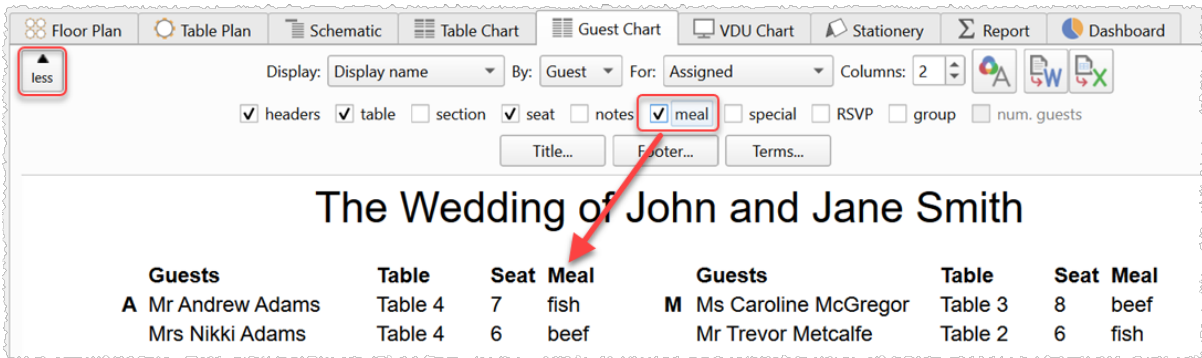 Floor Plan Table Plan Schematic Table Chart Guest Chart VDU Chart Stationery Σ Report Dashboard
less Display: Display name By: Guest For: Assigned Columns: 2 A W X
headers table section seat notes meal special RSVP group num. guests
Title... Footer... Terms...
The Wedding of John and Jane Smith
Guests Table Seat Meal Guests Table Seat Meal
A Mr Andrew Adams Table 4 7 fish M Ms Caroline McGregor Table 3 8 beef
Mrs Nikki Adams Table 4 6 beef Mr Trevor Metcalfe Table 2 6 fish